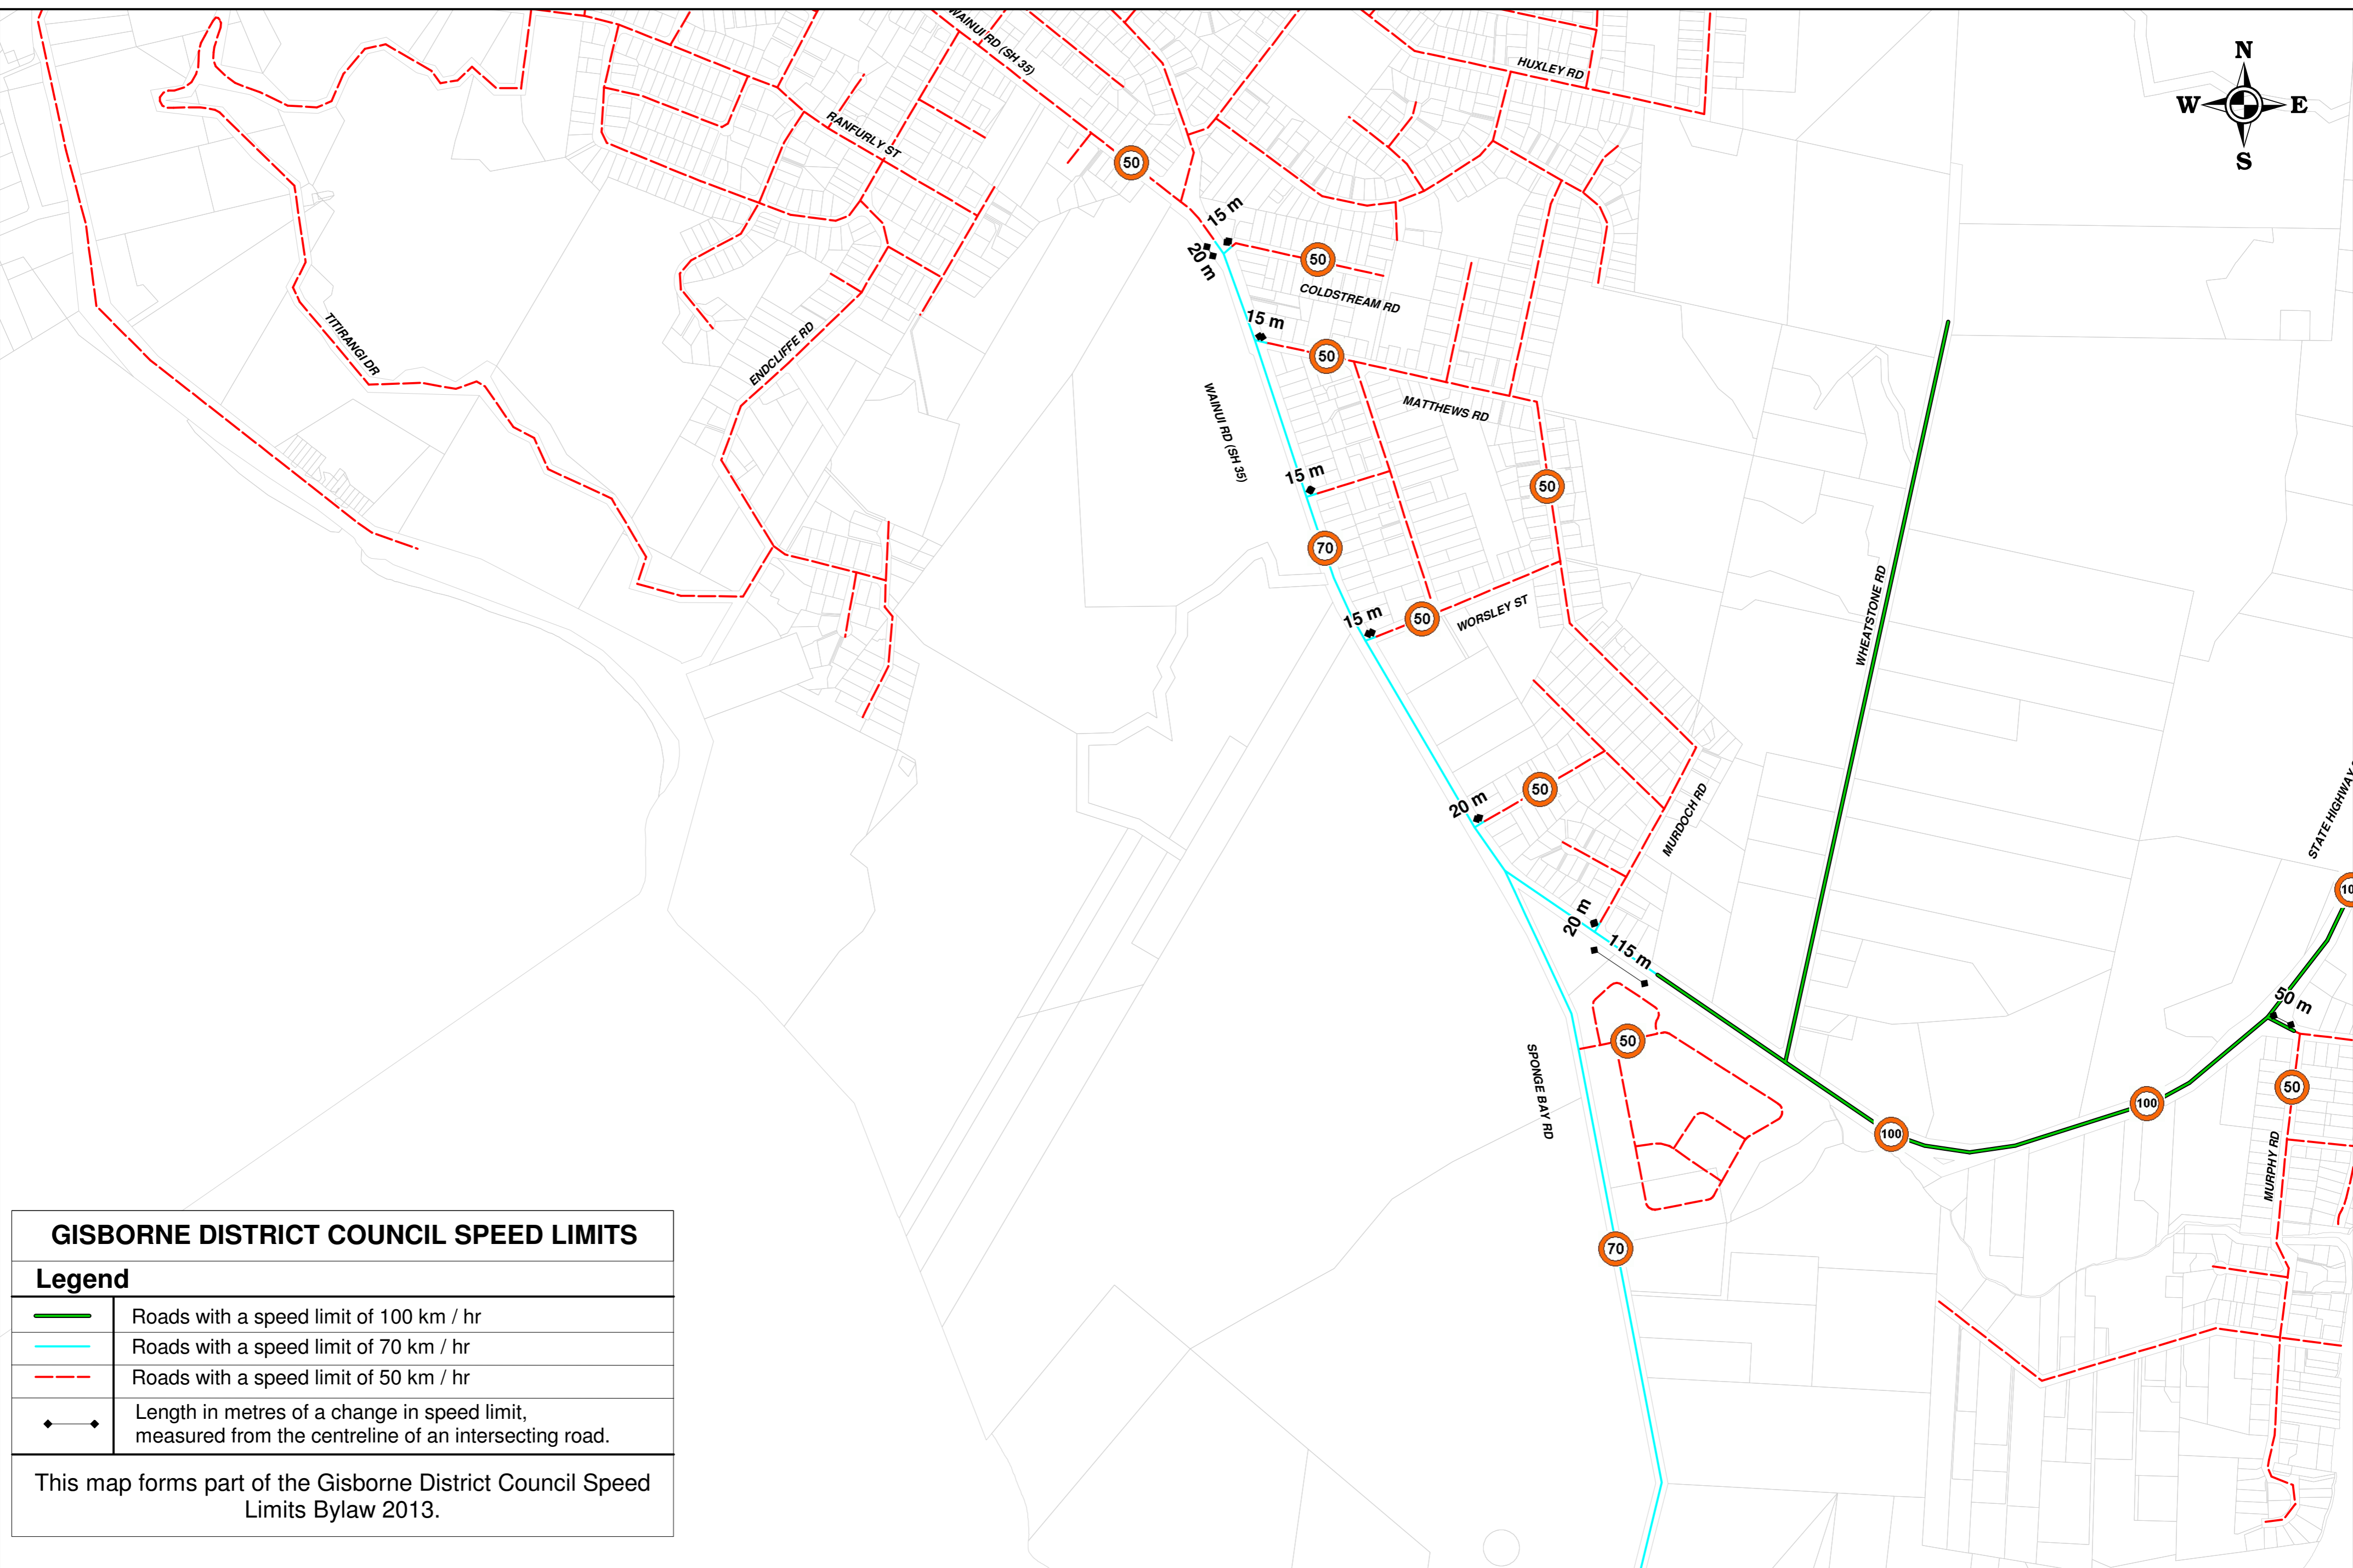 WAINUI RD (SH 35)
HUXLEY RD
N
W
E
S
RANFURLY ST
50
15 m
20 m
50
COLDSTREAM RD
TITIRANGI DR
ENDCLIFFE RD
15 m
50
WAINUI RD (SH 35)
MATTHEWS RD
15 m
50
70
WHEATSTONE RD
15 m
50
WORSLEY ST
20 m
50
MURDOCH RD
STATE HIGHWAY
20 m
115 m
50 m
50
SPONGE BAY RD
50
100
100
MURPHY RD
70
GISBORNE DISTRICT COUNCIL SPEED LIMITS
Legend
Roads with a speed limit of 100 km / hr
Roads with a speed limit of 70 km / hr
Roads with a speed limit of 50 km / hr
Length in metres of a change in speed limit,
measured from the centreline of an intersecting road.
This map forms part of the Gisborne District Council Speed
Limits Bylaw 2013.